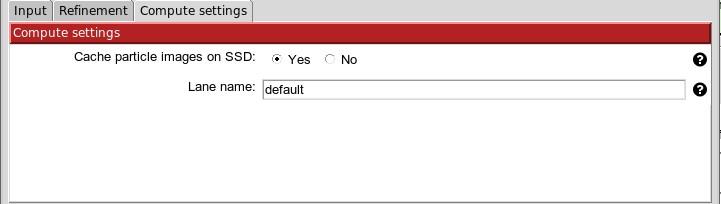 Input Refinement Compute settings
Compute settings
Cache particle images on SSD: Yes No ?
Lane name: default ?